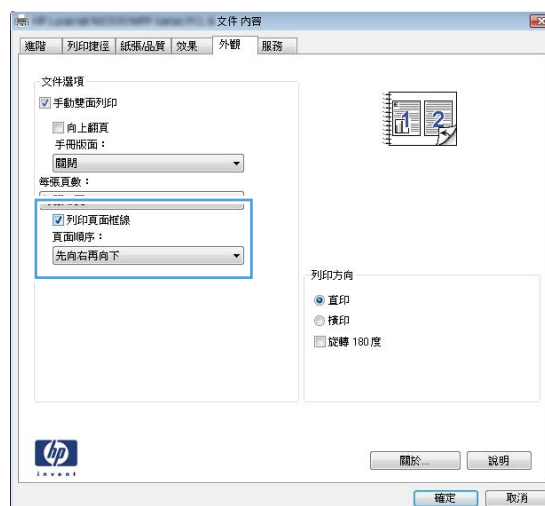 文件 內容
進階 列印捷徑 紙張/品質 效果 外觀 服務
文件選項
手動雙面列印
向上翻頁
手冊版面：
關閉
每張頁數：
列印頁面框線
頁面順序：
先向右再向下
1 2
列印方向
直印
橫印
旋轉 180 度
hp
invent
關於... 說明
確定 取消